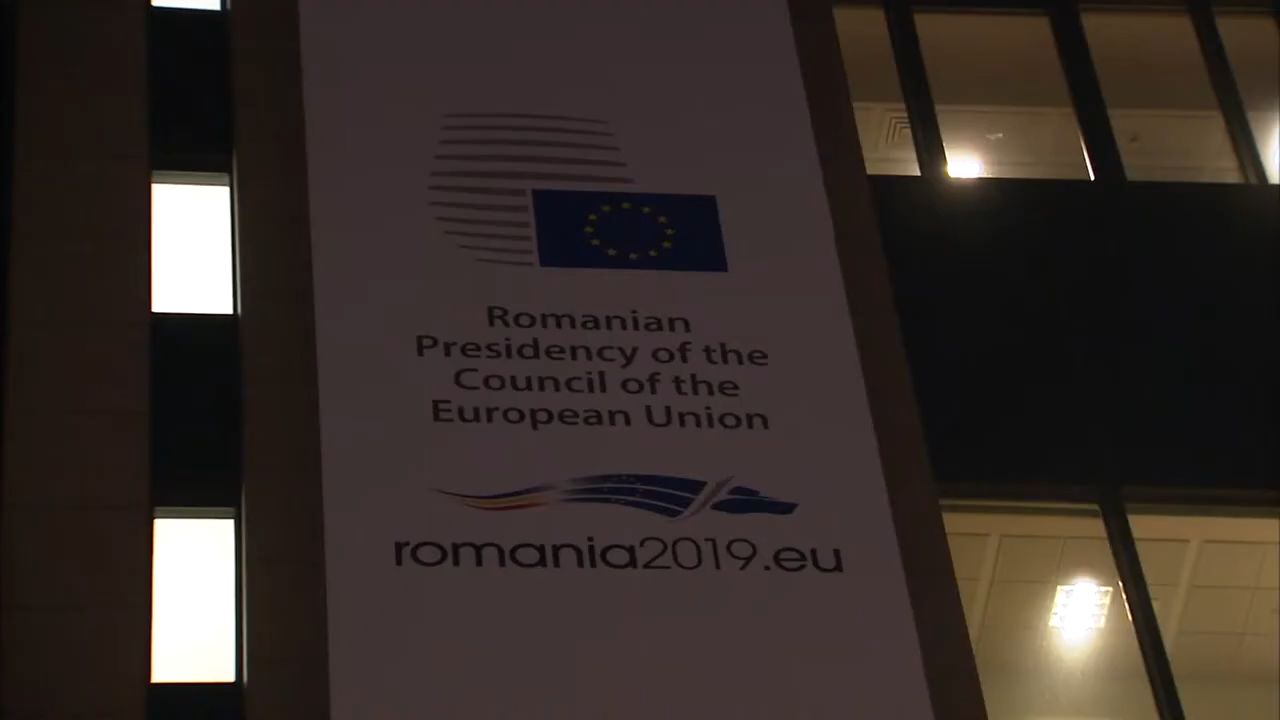 Romanian
Presidency of the
Council of the
European Union
romania2019.eu